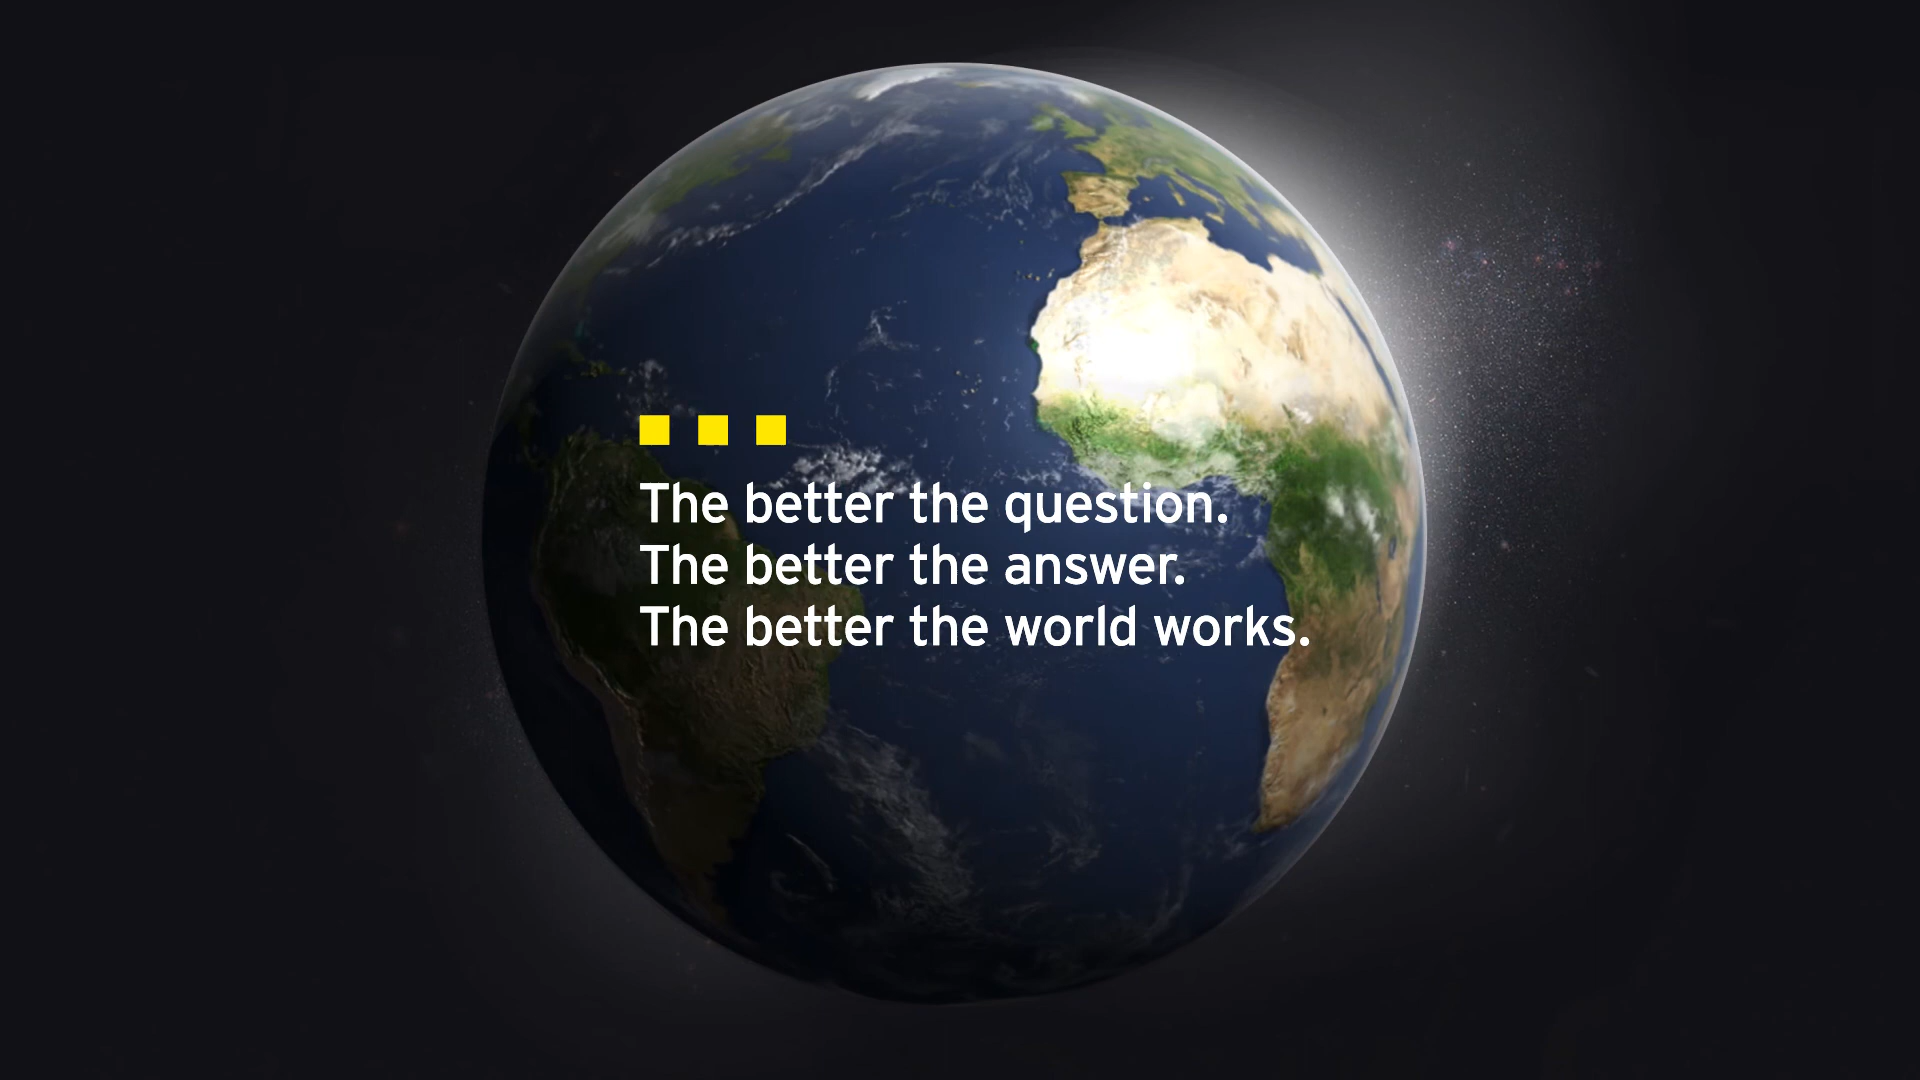 The better the question.
The better the answer.
The better the world works.